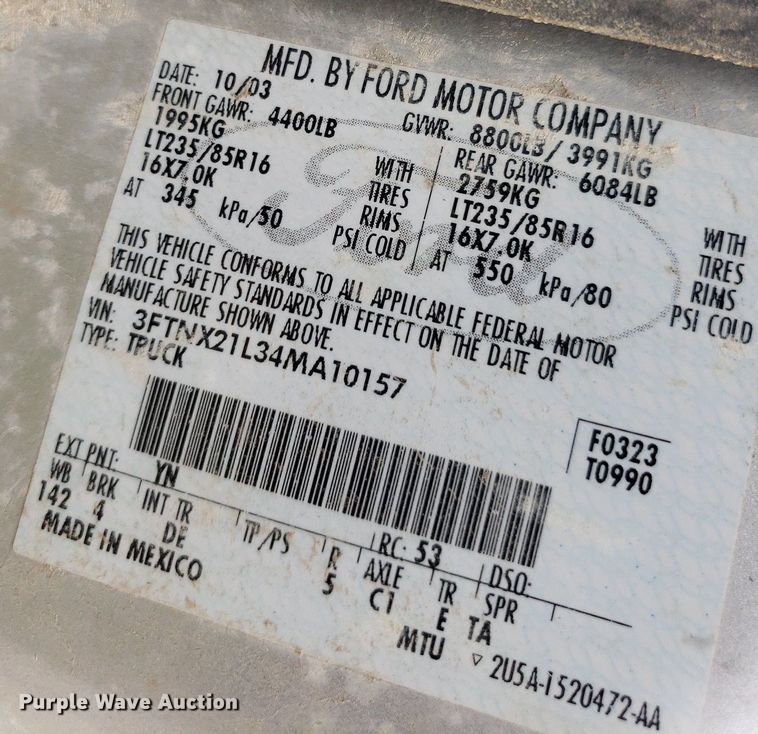 MFD. BY FORD MOTOR COMPANY
DATE: 10/03 GVWR: 8800LB/ 3991KG
FRONT GAWR: 4400LB REAR GAWR: 6084LB
1995KG WITH 2759KG WITH
LT235/85R16 TIRES LT235/85R16 TIRES
16X7.0K RIMS 16X7.0K RIMS
AT 345 kPa/50 PSI COLD AT 550 kPa/80 PSI COLD
THIS VEHICLE CONFORMS TO ALL APPLICABLE FEDERAL MOTOR
VEHICLE SAFETY STANDARDS IN EFFECT ON THE DATE OF
MANUFACTURE SHOWN ABOVE.
VIN: 3FTNX21L34MA10157
TYPE: TRUCK
F0323
T0990
EXT PNT: YN RC: 53 DSO:
WB BRK INT TR TP/PS R AXLE TR SPR
142 4 DE 5 C1 E TA
MADE IN MEXICO MTU ▽ 2U5A-1520472-AA
Ford
Purple Wave Auction